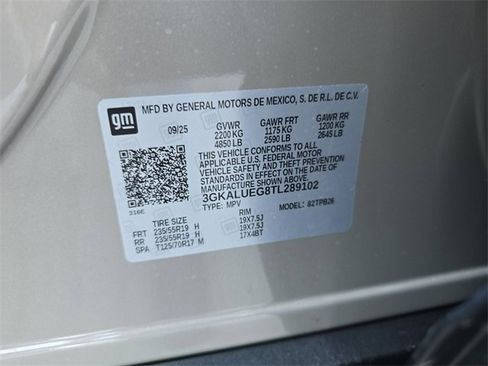 gm
MFD BY GENERAL MOTORS DE MEXICO, S. DE R.L. DE C.V.
09/25 GVWR GAWR FRT GAWR RR
2200 KG 1175 KG 1200 KG
4850 LB 2590 LB 2645 LB
THIS VEHICLE CONFORMS TO ALL
APPLICABLE U.S. FEDERAL MOTOR
VEHICLE SAFETY AND THEFT
PREVENTION STANDARDS IN EFFECT
ON THE DATE OF MANUFACTURE
SHOWN ABOVE.
3GKALUEG8TL289102
TYPE: MPV MODEL: 82TPB26
316E
TIRE SIZE RIM
FRT 235/55R19 H 19X7.5J
RR 235/55R19 H 19X7.5J
SPA T125/70R17 M 17X4BT